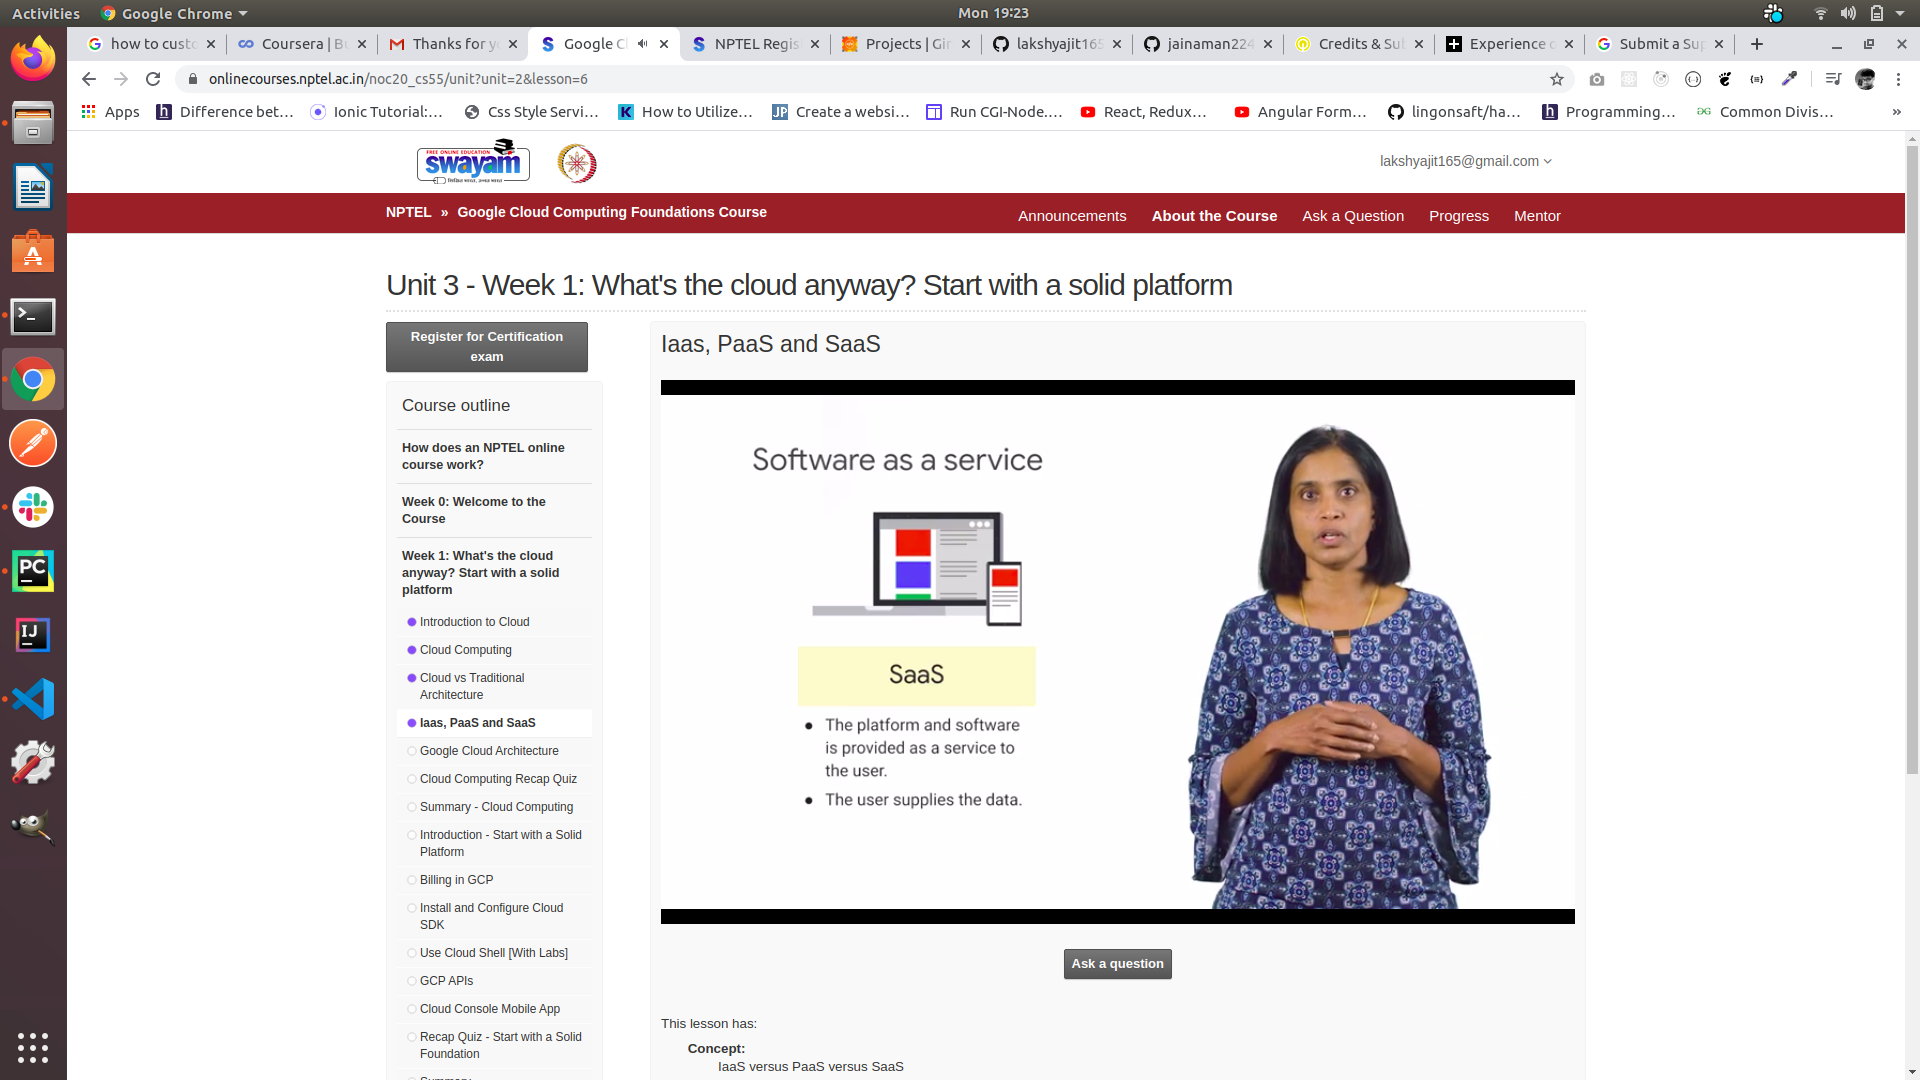 Activities Google Chrome Mon 19:23
how to custo Coursera | Bu Thanks for yo Google Cl NPTEL Regis Projects | Gir lakshyajit165 jainaman224 Credits & Sub Experience c Submit a Sup
onlinecourses.nptel.ac.in/noc20_cs55/unit?unit=2&lesson=6
Apps Difference bet… Ionic Tutorial:… Css Style Servi… How to Utilize… JP Create a websi… Run CGI-Node.… React, Redux… Angular Form… lingonsaft/ha… Programming… Common Divis… »
FREE ONLINE EDUCATION
swayam
lakshyajit165@gmail.com
NPTEL » Google Cloud Computing Foundations Course
Announcements About the Course Ask a Question Progress Mentor
Unit 3 - Week 1: What's the cloud anyway? Start with a solid platform
Register for Certification
exam
Course outline
How does an NPTEL online
course work?
Week 0: Welcome to the
Course
Week 1: What's the cloud
anyway? Start with a solid
platform
Introduction to Cloud
Cloud Computing
Cloud vs Traditional
Architecture
Iaas, PaaS and SaaS
Google Cloud Architecture
Cloud Computing Recap Quiz
Summary - Cloud Computing
Introduction - Start with a Solid
Platform
Billing in GCP
Install and Configure Cloud
SDK
Use Cloud Shell [With Labs]
GCP APIs
Cloud Console Mobile App
Recap Quiz - Start with a Solid
Foundation
Iaas, PaaS and SaaS
Software as a service
SaaS
● The platform and software
is provided as a service to
the user.
● The user supplies the data.
Ask a question
This lesson has:
Concept:
IaaS versus PaaS versus SaaS
PC
IJ